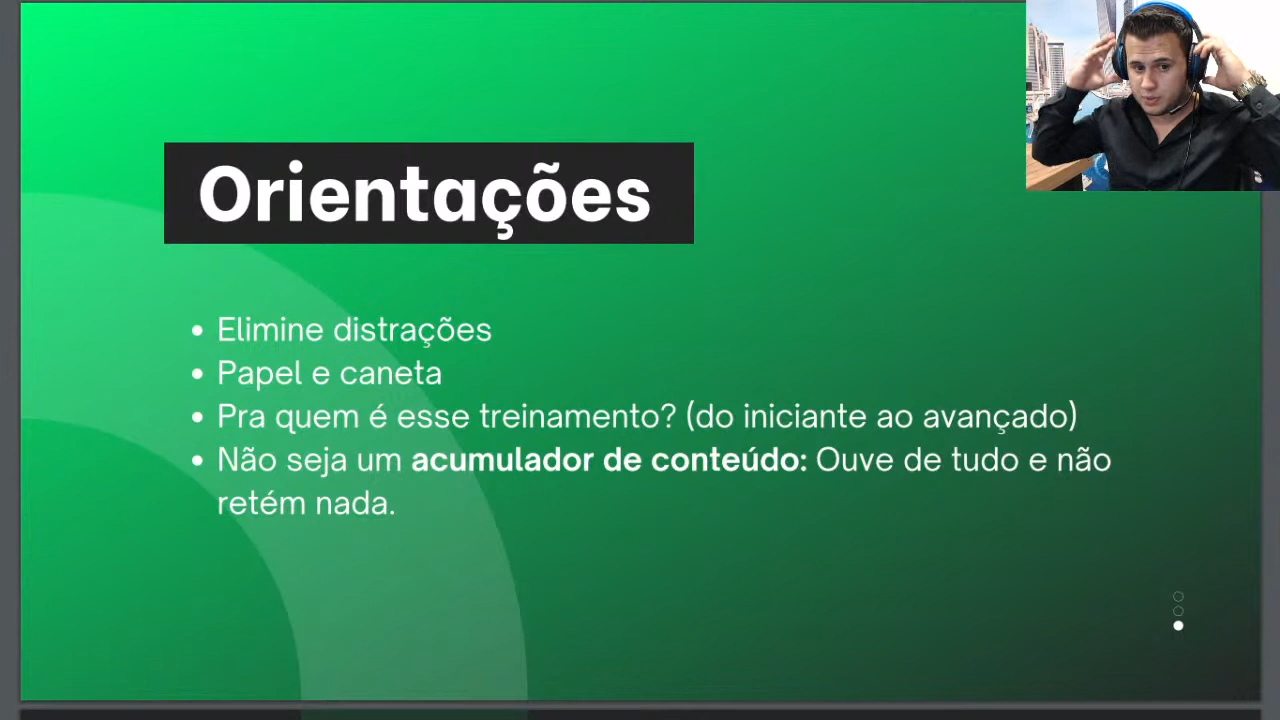 Orientações
• Elimine distrações
• Papel e caneta
• Pra quem é esse treinamento? (do iniciante ao avançado)
• Não seja um acumulador de conteúdo: Ouve de tudo e não
retém nada.